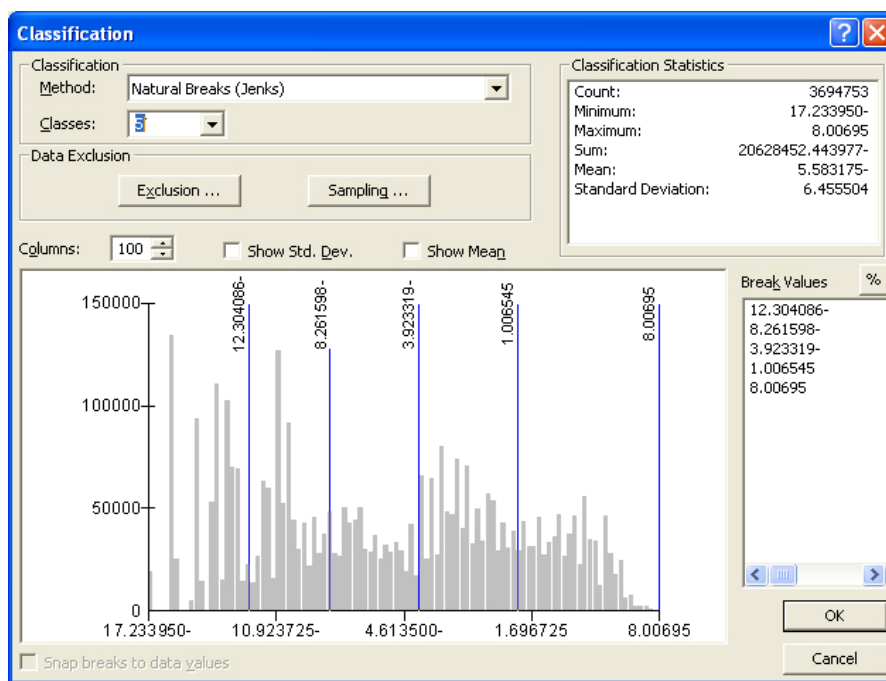 Classification
Classification
Method: Natural Breaks (Jenks)
Classes: 5
Data Exclusion
Exclusion ...
Sampling ...
Classification Statistics
Count: 3694753
Minimum: 17.233950-
Maximum: 8.00695
Sum: 20628452.443977-
Mean: 5.583175-
Standard Deviation: 6.455504
Columns: 100
Show Std. Dev.
Show Mean
Break Values
%
12.304086-
8.261598-
3.923319-
1.006545
8.00695
150000
100000
50000
0
12.304086-
8.261598-
3.923319-
1.006545
8.00695
17.233950-
10.923725-
4.613500-
1.696725
8.00695
Snap breaks to data values
OK
Cancel